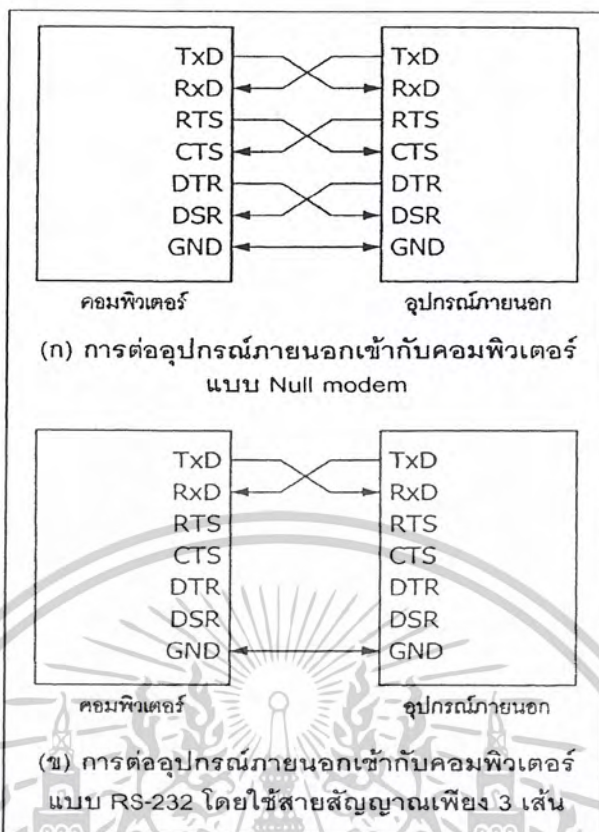 TxD TxD
RxD RxD
RTS RTS
CTS CTS
DTR DTR
DSR DSR
GND GND
คอมพิวเตอร์ อุปกรณ์ภายนอก
(ก) การต่ออุปกรณ์ภายนอกเข้ากับคอมพิวเตอร์
แบบ Null modem
TxD TxD
RxD RxD
RTS RTS
CTS CTS
DTR DTR
DSR DSR
GND GND
คอมพิวเตอร์ อุปกรณ์ภายนอก
(ข) การต่ออุปกรณ์ภายนอกเข้ากับคอมพิวเตอร์
แบบ RS-232 โดยใช้สายสัญญาณเพียง 3 เส้น